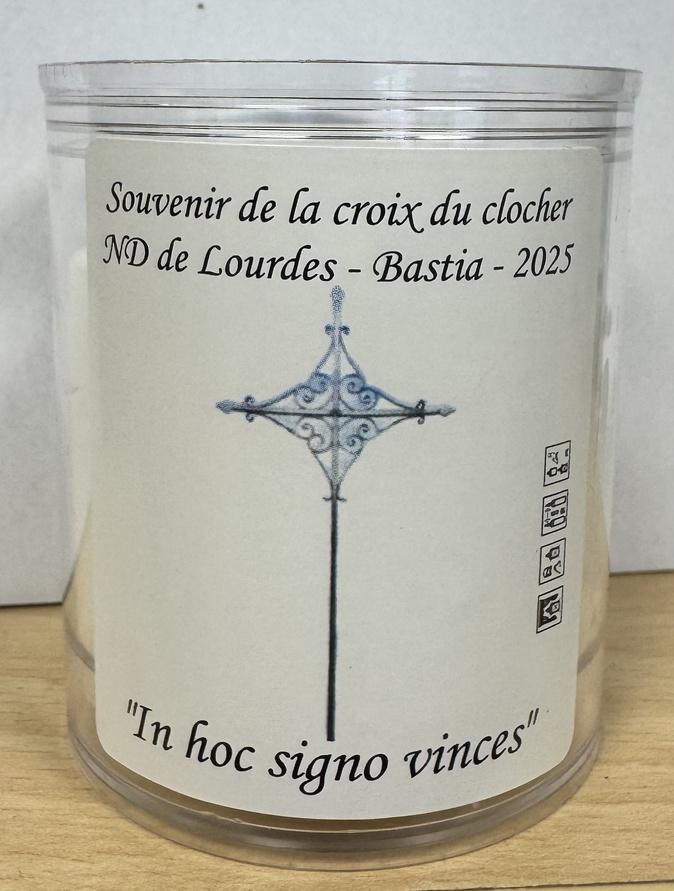 Souvenir de la croix du clocher
ND de Lourdes - Bastia - 2025
"In hoc signo vinces"